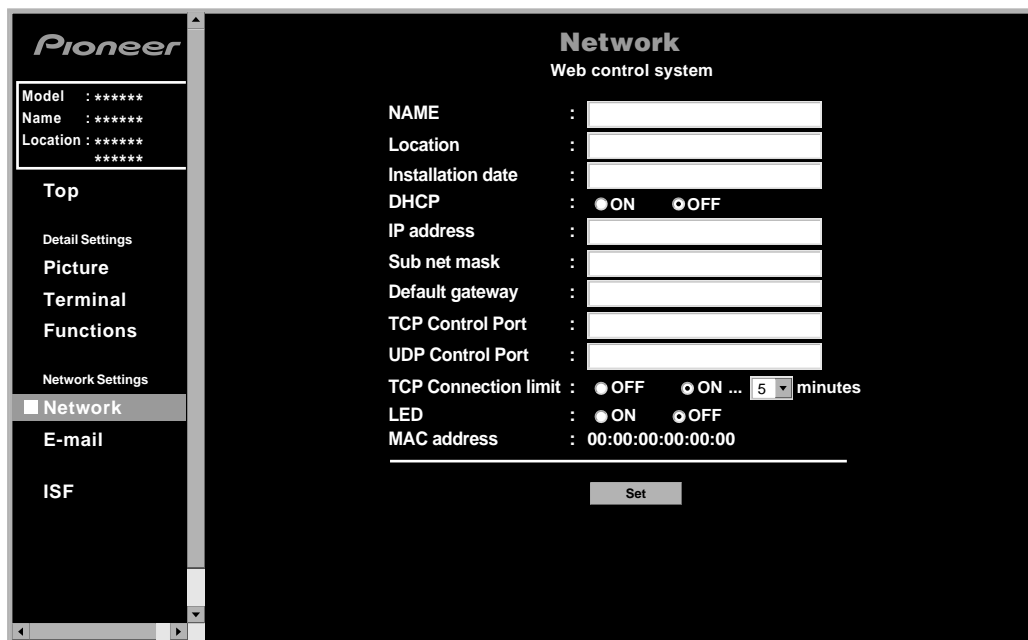 Pioneer
Model : ******
Name : ******
Location : ******
******
Top
Detail Settings
Picture
Terminal
Functions
Network Settings
Network
E-mail
ISF
Network
Web control system
NAME :
Location :
Installation date :
DHCP : ON OFF
IP address :
Sub net mask :
Default gateway :
TCP Control Port :
UDP Control Port :
TCP Connection limit : OFF ON ... 5 minutes
LED : ON OFF
MAC address : 00:00:00:00:00:00
Set